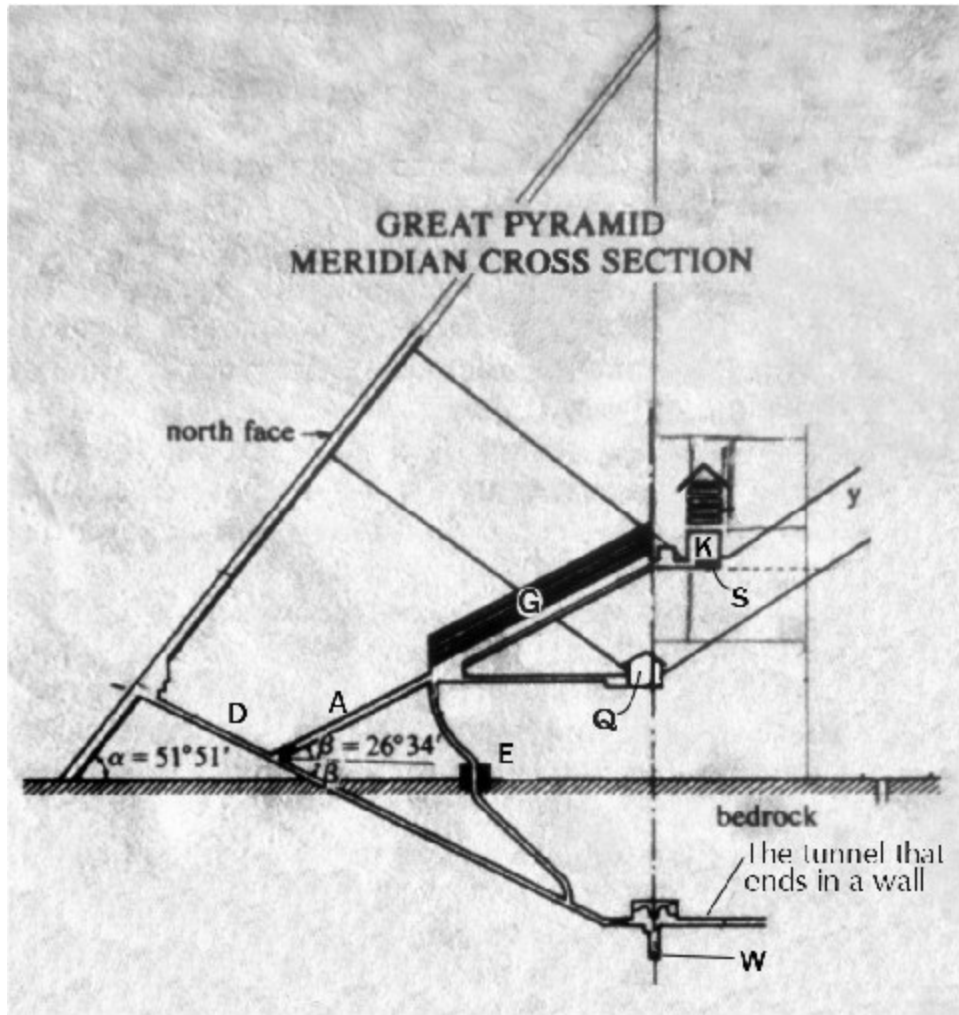 GREAT PYRAMID
MERIDIAN CROSS SECTION
north face
y
K
S
G
Q
A
D
β = 26°34'
E
α = 51°51'
β
bedrock
The tunnel that
ends in a wall
W